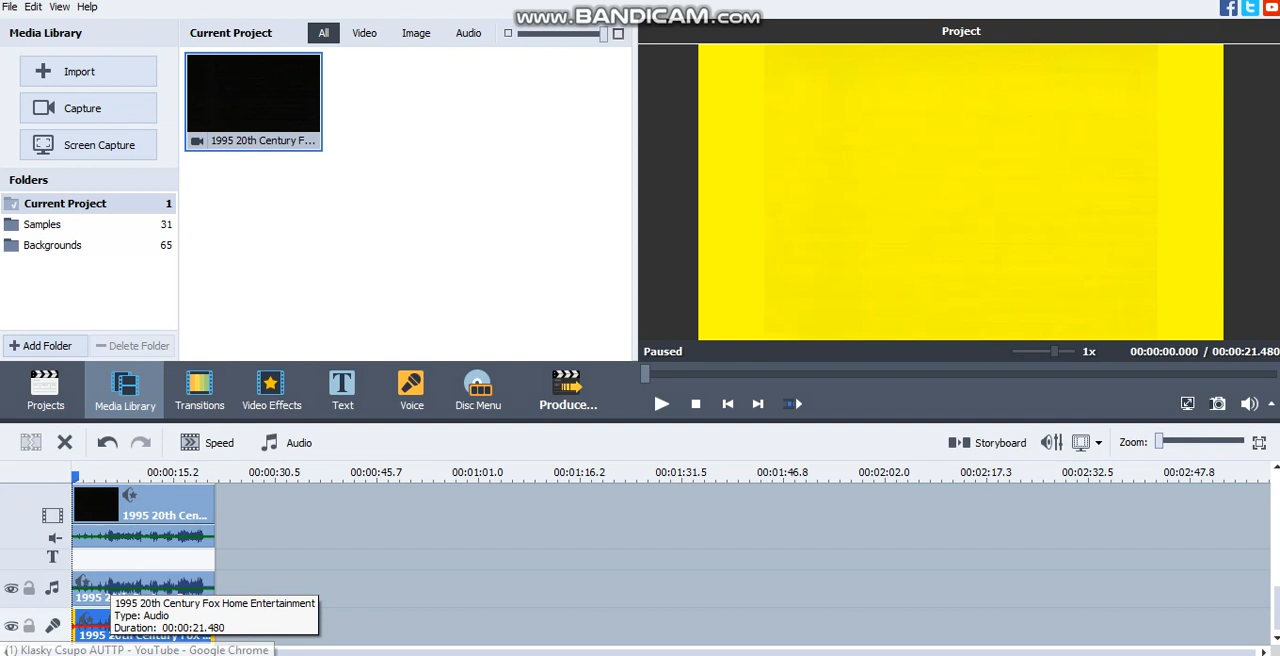 File Edit View Help
www.BANDICAM.com
Media Library
Current Project All Video Image Audio
Project
Import
Capture
Screen Capture
1995 20th Century F...
Folders
Current Project 1
Samples 31
Backgrounds 65
Add Folder Delete Folder
Paused 1x 00:00:00.000 / 00:00:21.480
Projects Media Library Transitions Video Effects Text Voice Disc Menu Produce...
Speed Audio Storyboard Zoom:
00:00:15.2 00:00:30.5 00:00:45.7 00:01:01.0 00:01:16.2 00:01:31.5 00:01:46.8 00:02:02.0 00:02:17.3 00:02:32.5 00:02:47.8
1995 20th Cen...
T
1995
1995 20th Century Fox Home Entertainment
Type: Audio
Duration: 00:00:21.480
1995 20th Century Fox ...
(1) Klasky Csupo AUTTP - YouTube - Google Chrome